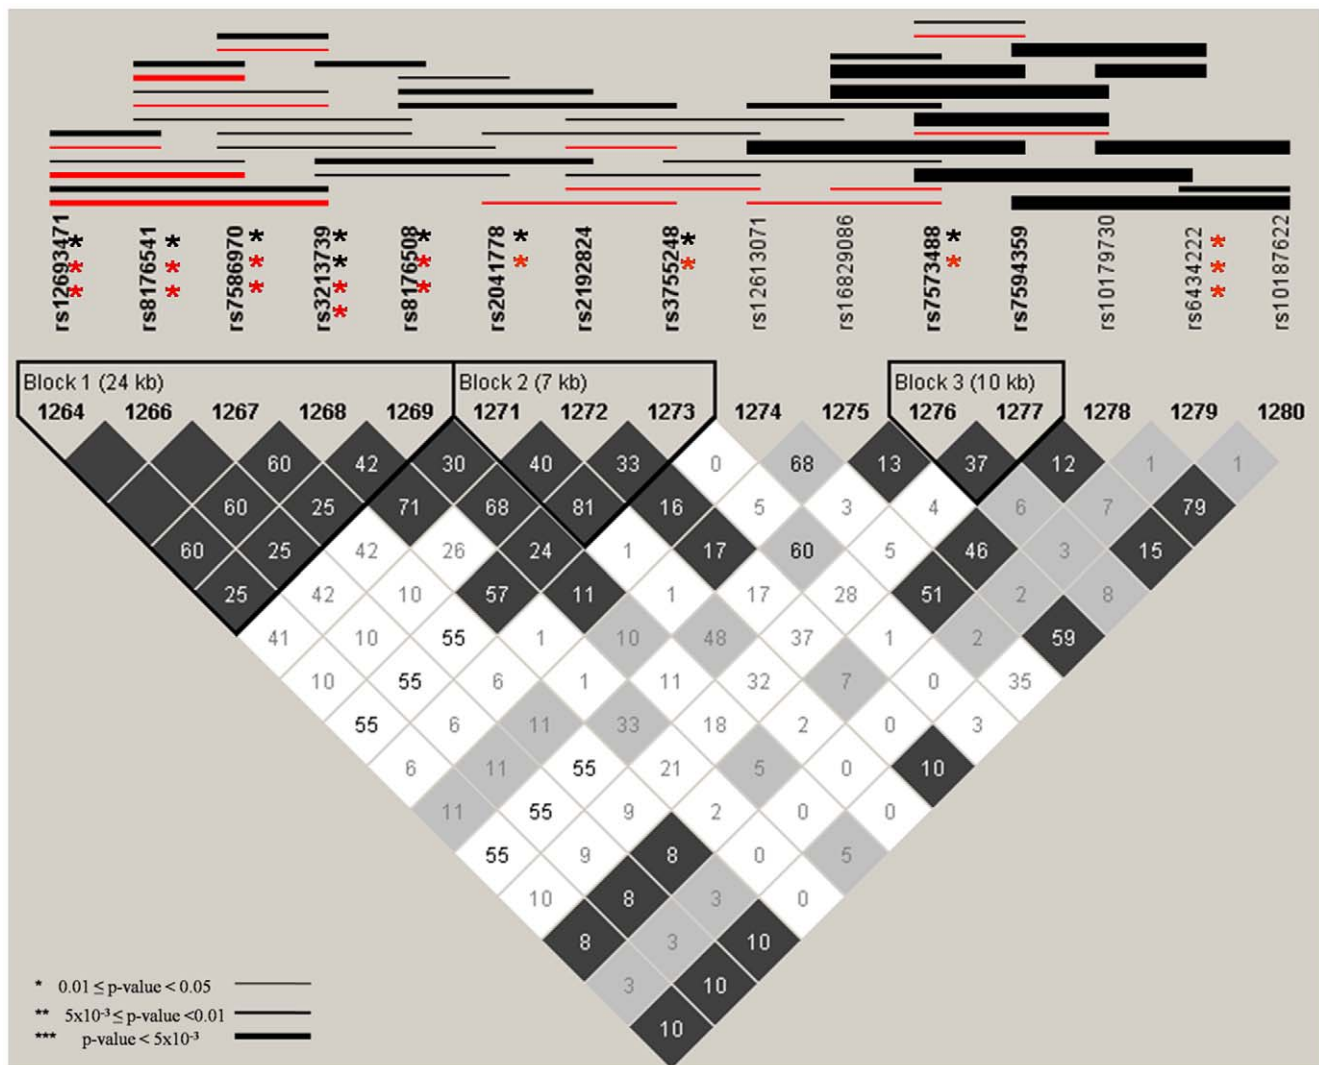 rs12693471 ***
rs8176541 ***
rs7586970 ***
rs3213739 ****
rs8176508 ***
rs2041778 **
rs2192824
rs3755248 **
rs12613071
rs16829086
rs7573488 **
rs7594359
rs10179730
rs6434222 ***
rs10187622
Block 1 (24 kb) Block 2 (7 kb) Block 3 (10 kb)
1264 1266 1267 1268 1269 1271 1272 1273 1274 1275 1276 1277 1278 1279 1280
60 42 30 40 33 0 68 13 37 12 1 1
60 25 71 68 81 16 5 3 4 6 7 79
60 25 42 26 24 1 17 60 5 46 3 15
25 42 10 57 11 1 17 28 51 2 8
41 10 55 1 10 48 37 1 2 59
10 55 6 1 11 32 7 0 35
55 6 11 33 18 2 0 3
6 11 55 21 5 0 10
11 55 9 2 0 0
55 9 8 0 5
10 8 3 0
8 3 10
3 10
10
* 0.01 ≤ p-value < 0.05
** 5x10⁻³ ≤ p-value <0.01
*** p-value < 5x10⁻³